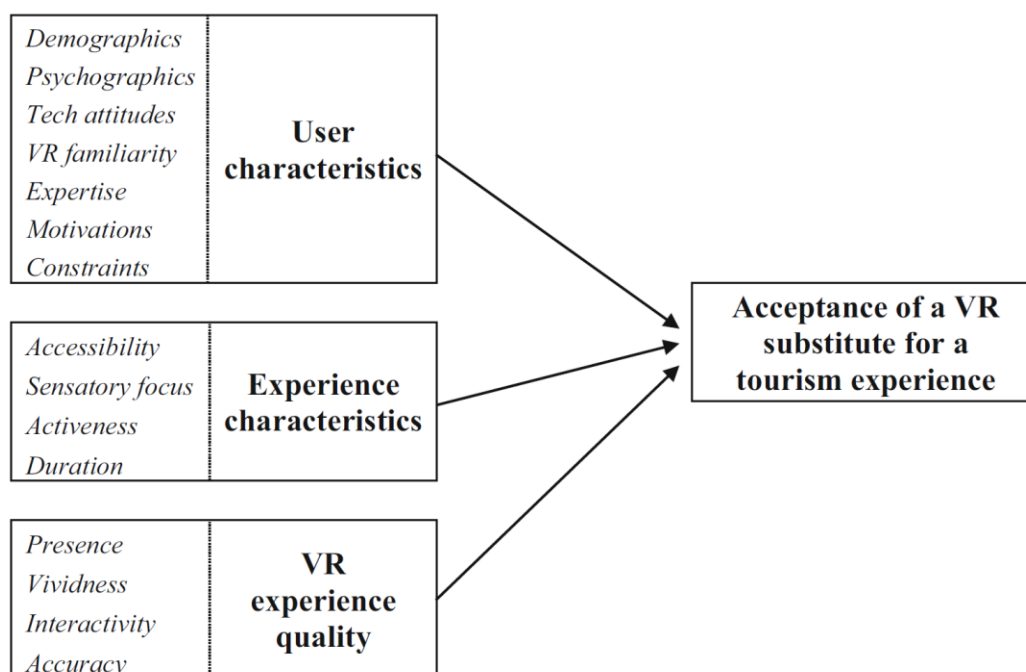 Demographics
Psychographics
Tech attitudes
VR familiarity
Expertise
Motivations
Constraints
User
characteristics
Accessibility
Sensatory focus
Activeness
Duration
Experience
characteristics
Presence
Vividness
Interactivity
Accuracy
VR
experience
quality
Acceptance of a VR
substitute for a
tourism experience